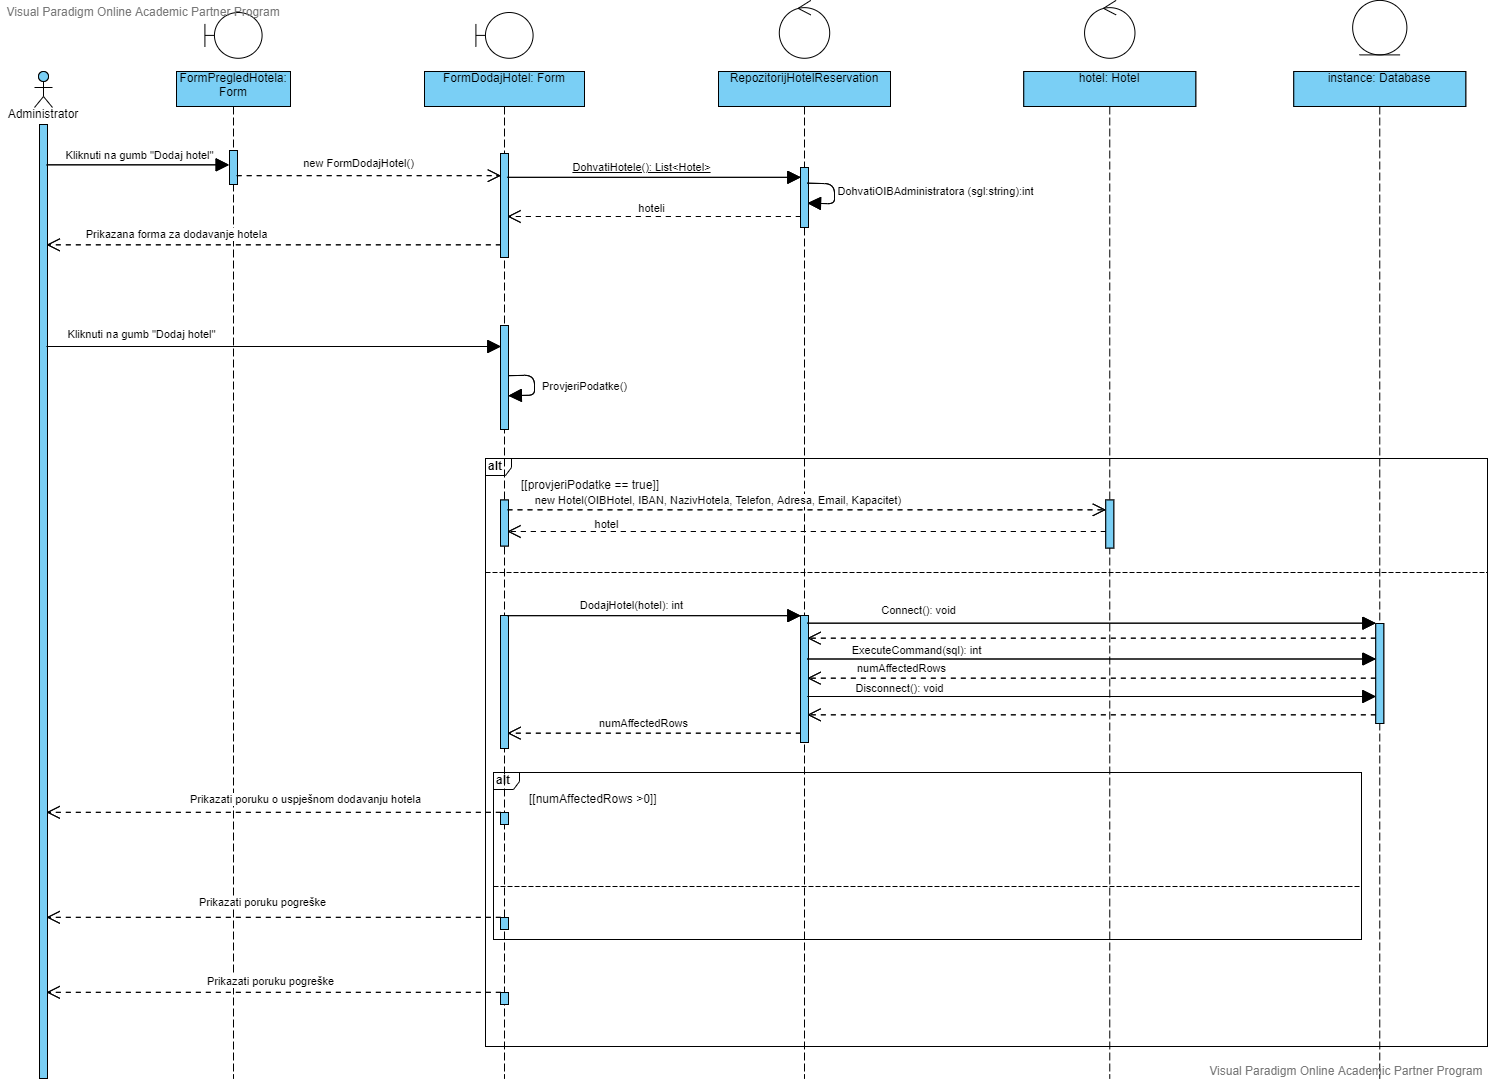 Visual Paradigm Online Academic Partner Program
Administrator
FormPregledHotela:
Form
FormDodajHotel: Form
RepozitorijHotelReservation
hotel: Hotel
instance: Database
Kliknuti na gumb "Dodaj hotel"
new FormDodajHotel()
DohvatiHotele(): List<Hotel>
DohvatiOIBAdministratora (sgl:string):int
hoteli
Prikazana forma za dodavanje hotela
Kliknuti na gumb "Dodaj hotel"
ProvjeriPodatke()
alt
[[provjeriPodatke == true]]
new Hotel(OIBHotel, IBAN, NazivHotela, Telefon, Adresa, Email, Kapacitet)
hotel
DodajHotel(hotel): int
Connect(): void
ExecuteCommand(sql): int
numAffectedRows
Disconnect(): void
numAffectedRows
alt
[[numAffectedRows >0]]
Prikazati poruku o uspješnom dodavanju hotela
Prikazati poruku pogreške
Prikazati poruku pogreške
Visual Paradigm Online Academic Partner Program